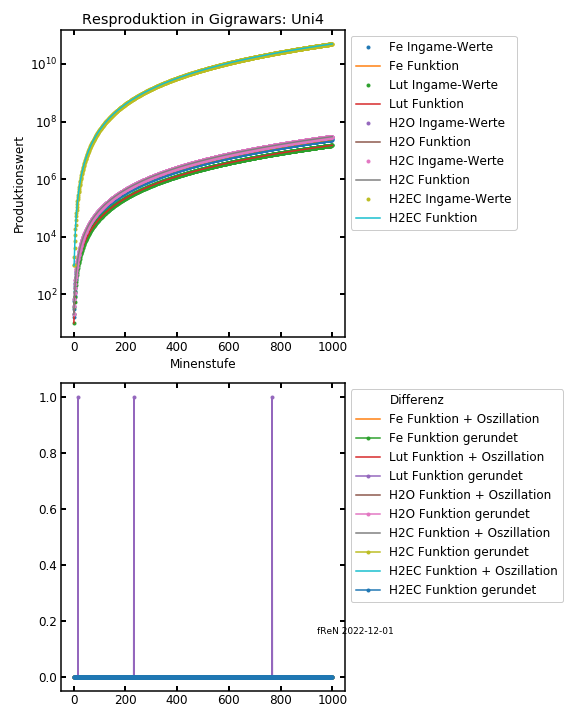 Resproduktion in Gigrawars: Uni4
Produktionswert
10^10
10^8
10^6
10^4
10^2
0
200
400
600
800
1000
Minenstufe
Fe Ingame-Werte
Fe Funktion
Lut Ingame-Werte
Lut Funktion
H2O Ingame-Werte
H2O Funktion
H2C Ingame-Werte
H2C Funktion
H2EC Ingame-Werte
H2EC Funktion
1.0
0.8
0.6
0.4
0.2
0.0
0
200
400
600
800
1000
Differenz
Fe Funktion + Oszillation
Fe Funktion gerundet
Lut Funktion + Oszillation
Lut Funktion gerundet
H2O Funktion + Oszillation
H2O Funktion gerundet
H2C Funktion + Oszillation
H2C Funktion gerundet
H2EC Funktion + Oszillation
H2EC Funktion gerundet
fReN 2022-12-01